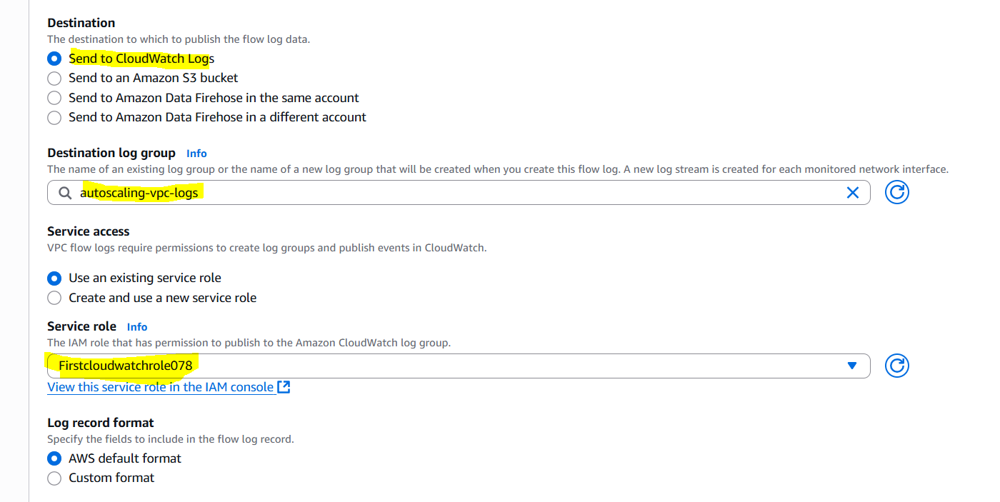 Destination
The destination to which to publish the flow log data.
Send to CloudWatch Logs
Send to an Amazon S3 bucket
Send to Amazon Data Firehose in the same account
Send to Amazon Data Firehose in a different account
Destination log group Info
The name of an existing log group or the name of a new log group that will be created when you create this flow log. A new log stream is created for each monitored network interface.
autoscaling-vpc-logs
Service access
VPC flow logs require permissions to create log groups and publish events in CloudWatch.
Use an existing service role
Create and use a new service role
Service role Info
The IAM role that has permission to publish to the Amazon CloudWatch log group.
Firstcloudwatchrole078
View this service role in the IAM console
Log record format
Specify the fields to include in the flow log record.
AWS default format
Custom format